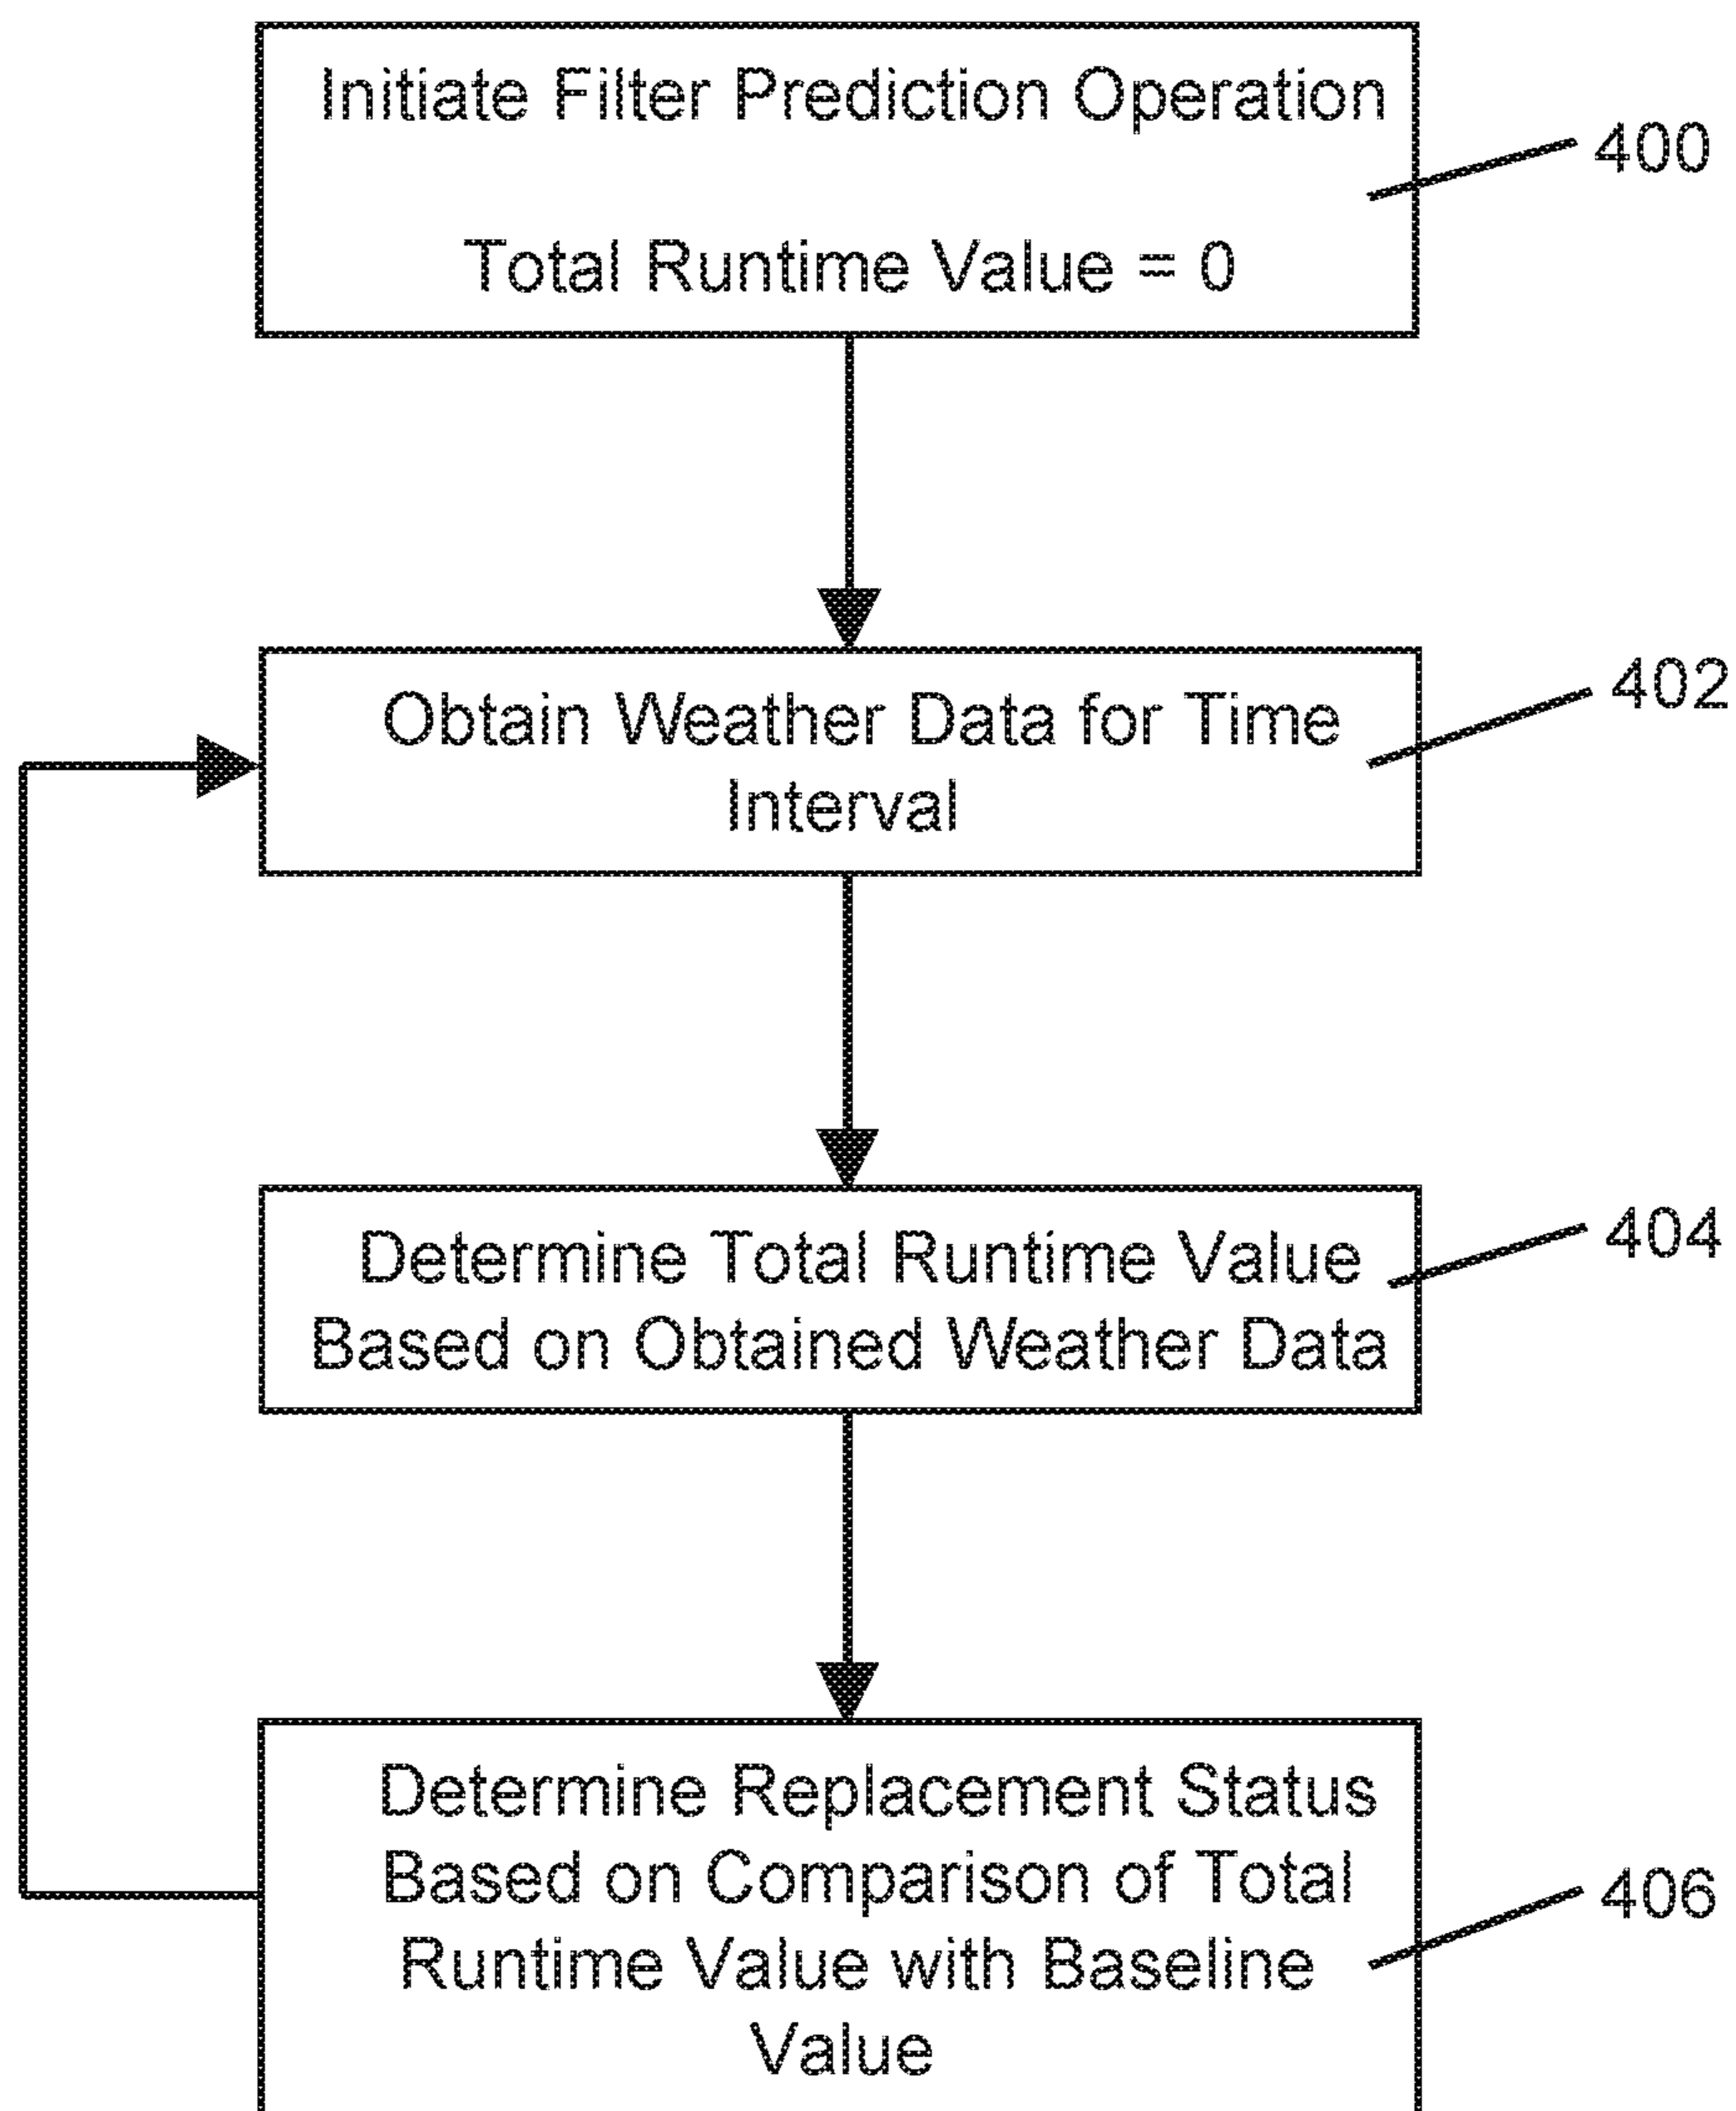 Initiate Filter Prediction Operation
400
Total Runtime Value = 0
Obtain Weather Data for Time
Interval
402
Determine Total Runtime Value
Based on Obtained Weather Data
404
Determine Replacement Status
Based on Comparison of Total
Runtime Value with Baseline
Value
406